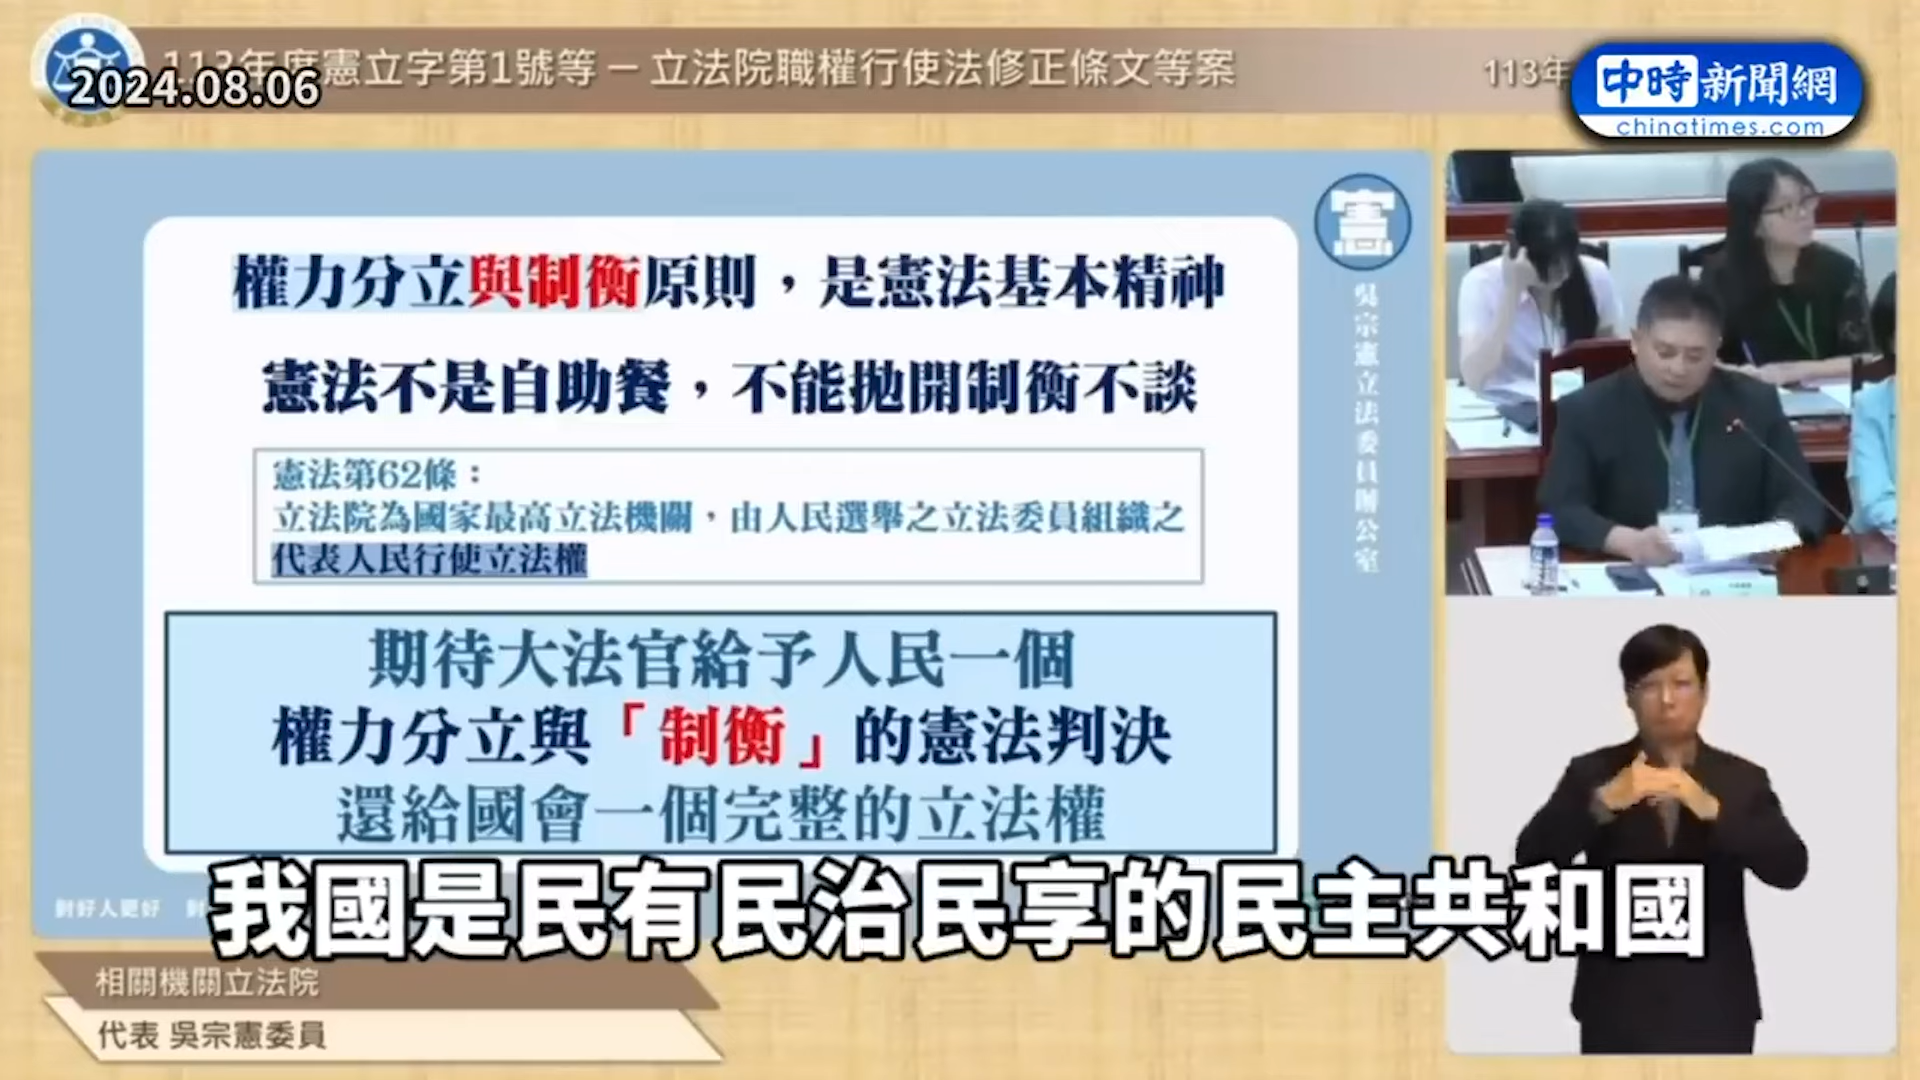 113年度憲立字第1號等 – 立法院職權行使法修正條文等案
113年
2024.08.06
中時新聞網
chinatimes.com
權力分立與制衡原則，是憲法基本精神
憲法不是自助餐，不能拋開制衡不談
憲法第62條：
立法院為國家最高立法機關，由人民選舉之立法委員組織之
代表人民行使立法權
期待大法官給予人民一個
權力分立與「制衡」的憲法判決
還給國會一個完整的立法權
憲
吳宗憲立法委員辦公室
對好人更好
我國是民有民治民享的民主共和國
相關機關立法院
代表 吳宗憲委員